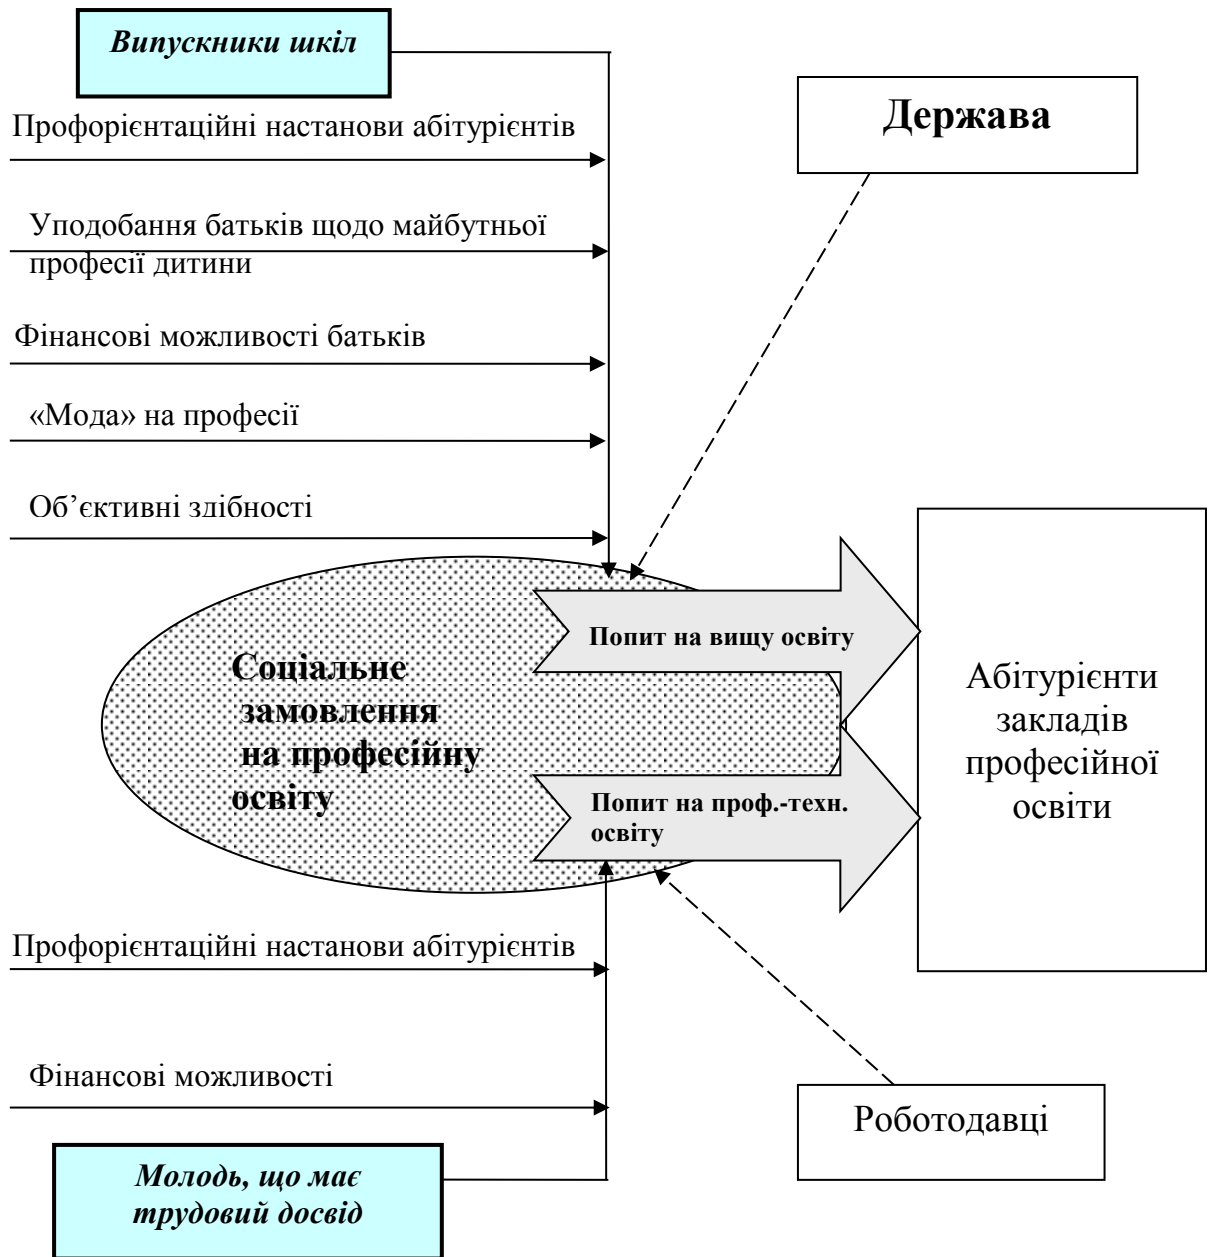 Випускники шкіл
Профорієнтаційні настанови абітурієнтів
Держава
Уподобання батьків щодо майбутньої
професії дитини
Фінансові можливості батьків
«Мода» на професії
Об’єктивні здібності
Попит на вищу освіту
Соціальне
замовлення
на професійну
освіту
Абітурієнти
закладів
професійної
освіти
Попит на проф.-техн.
освіту
Профорієнтаційні настанови абітурієнтів
Фінансові можливості
Роботодавці
Молодь, що має
трудовий досвід